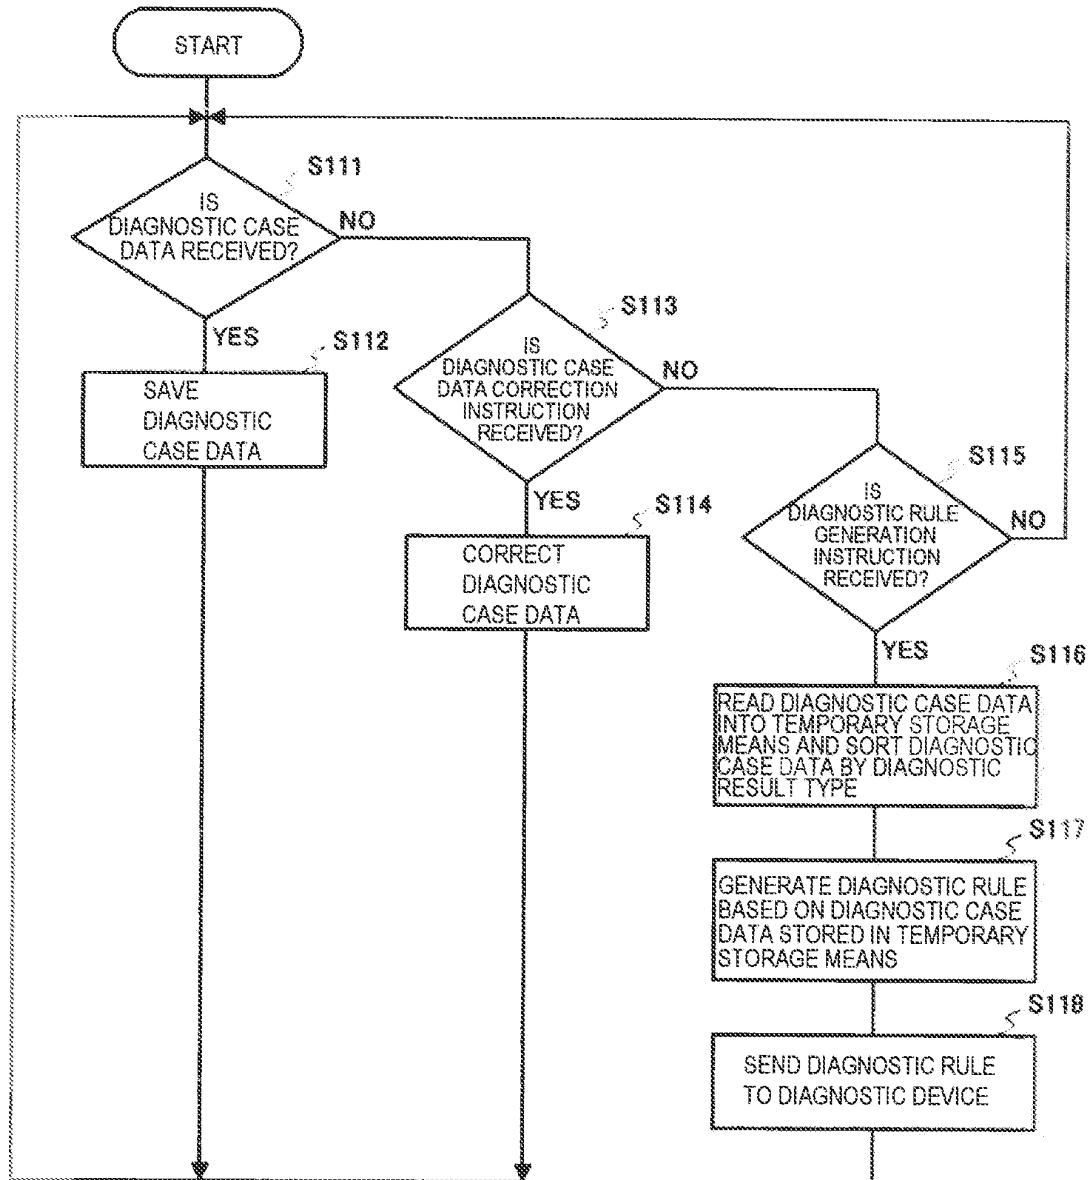 START
S111
IS
DIAGNOSTIC CASE
DATA RECEIVED?
NO
YES
S112
SAVE
DIAGNOSTIC
CASE DATA
S113
IS
DIAGNOSTIC CASE
DATA CORRECTION
INSTRUCTION
RECEIVED?
NO
YES
S114
CORRECT
DIAGNOSTIC
CASE DATA
S115
IS
DIAGNOSTIC RULE
GENERATION
INSTRUCTION
RECEIVED?
NO
YES
S116
READ DIAGNOSTIC CASE DATA
INTO TEMPORARY STORAGE
MEANS AND SORT DIAGNOSTIC
CASE DATA BY DIAGNOSTIC
RESULT TYPE
S117
GENERATE DIAGNOSTIC RULE
BASED ON DIAGNOSTIC CASE
DATA STORED IN TEMPORARY
STORAGE MEANS
S118
SEND DIAGNOSTIC RULE
TO DIAGNOSTIC DEVICE